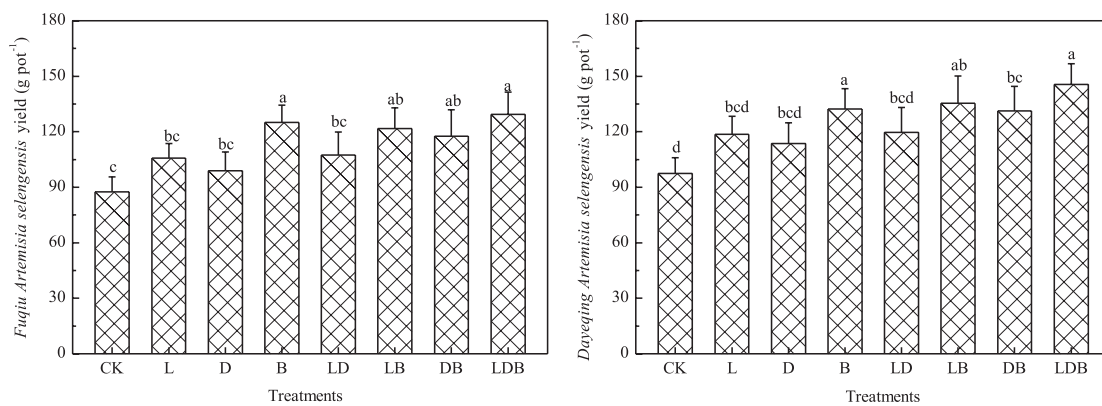 Fuqiu Artemisia selengensis yield (g pot⁻¹)
180
150
120
90
60
30
0
c
bc
bc
a
bc
ab
ab
a
CK L D B LD LB DB LDB
Treatments
Dayeqing Artemisia selengensis yield (g pot⁻¹)
180
150
120
90
60
30
0
d
bcd
bcd
a
bcd
ab
bc
a
CK L D B LD LB DB LDB
Treatments